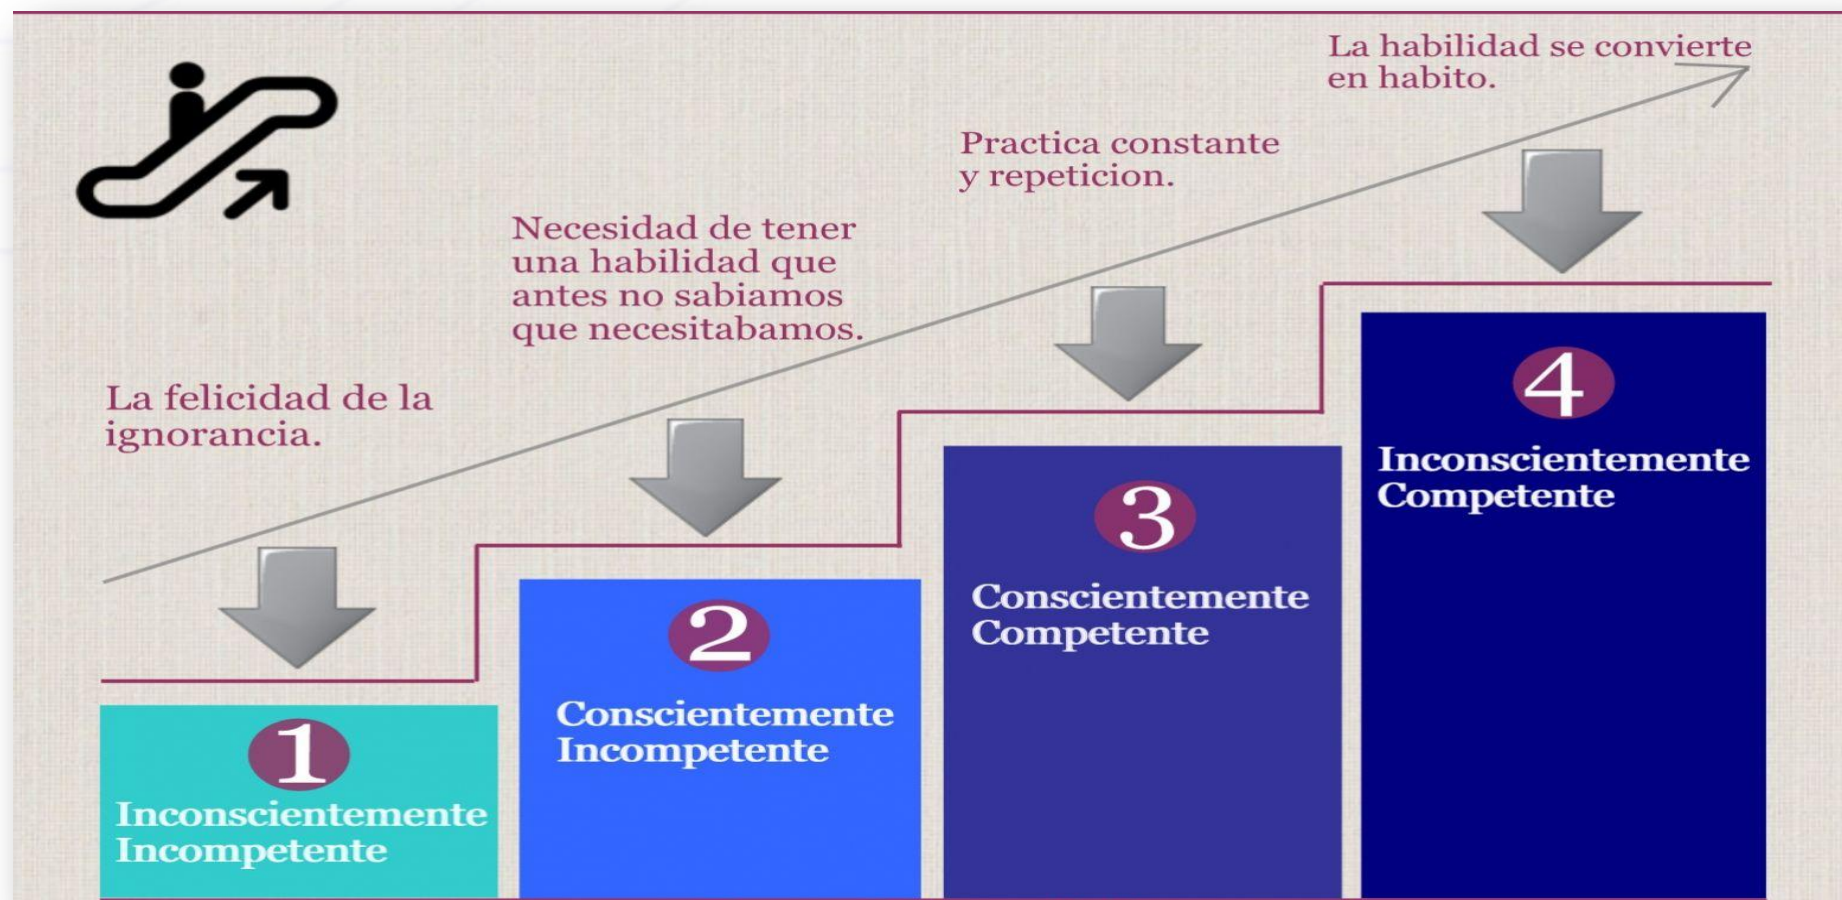 La felicidad de la
ignorancia.
1
Inconscientemente
Incompetente
Necesidad de tener
una habilidad que
antes no sabiamos
que necesitabamos.
2
Conscientemente
Incompetente
Practica constante
y repeticion.
3
Conscientemente
Competente
La habilidad se convierte
en habito.
4
Inconscientemente
Competente